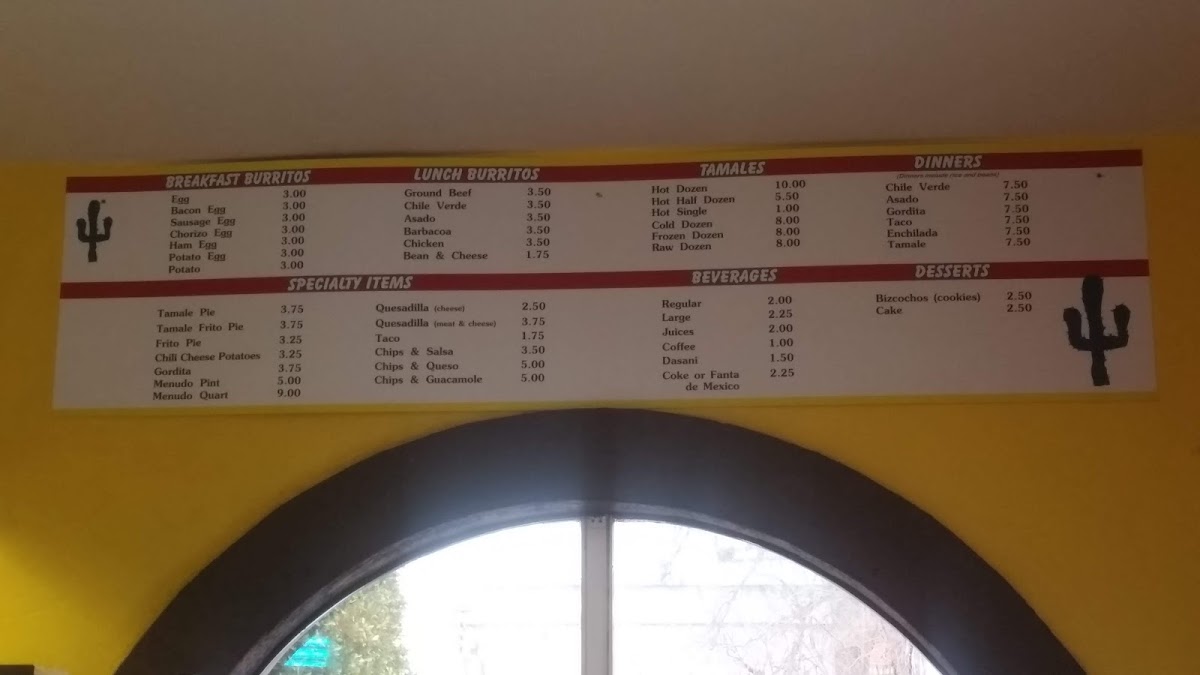 BREAKFAST BURRITOS
Egg 3.00
Bacon Egg 3.00
Sausage Egg 3.00
Chorizo Egg 3.00
Ham Egg 3.00
Potato Egg 3.00
Potato 3.00
LUNCH BURRITOS
Ground Beef 3.50
Chile Verde 3.50
Asado 3.50
Barbacoa 3.50
Chicken 3.50
Bean & Cheese 1.75
TAMALES
Hot Dozen 10.00
Hot Half Dozen 5.50
Hot Single 1.00
Cold Dozen 8.00
Frozen Dozen 8.00
Raw Dozen 8.00
DINNERS
(Dinners include rice and beans)
Chile Verde 7.50
Asado 7.50
Gordita 7.50
Taco 7.50
Enchilada 7.50
Tamale 7.50
SPECIALTY ITEMS
Tamale Pie 3.75
Tamale Frito Pie 3.75
Frito Pie 3.25
Chili Cheese Potatoes 3.25
Gordita 3.75
Menudo Pint 5.00
Menudo Quart 9.00
Quesadilla (cheese) 2.50
Quesadilla (meat & cheese) 3.75
Taco 1.75
Chips & Salsa 3.50
Chips & Queso 5.00
Chips & Guacamole 5.00
BEVERAGES
Regular 2.00
Large 2.25
Juices 2.00
Coffee 1.00
Dasani 1.50
Coke or Fanta 2.25
de Mexico
DESSERTS
Bizcochos (cookies) 2.50
Cake 2.50